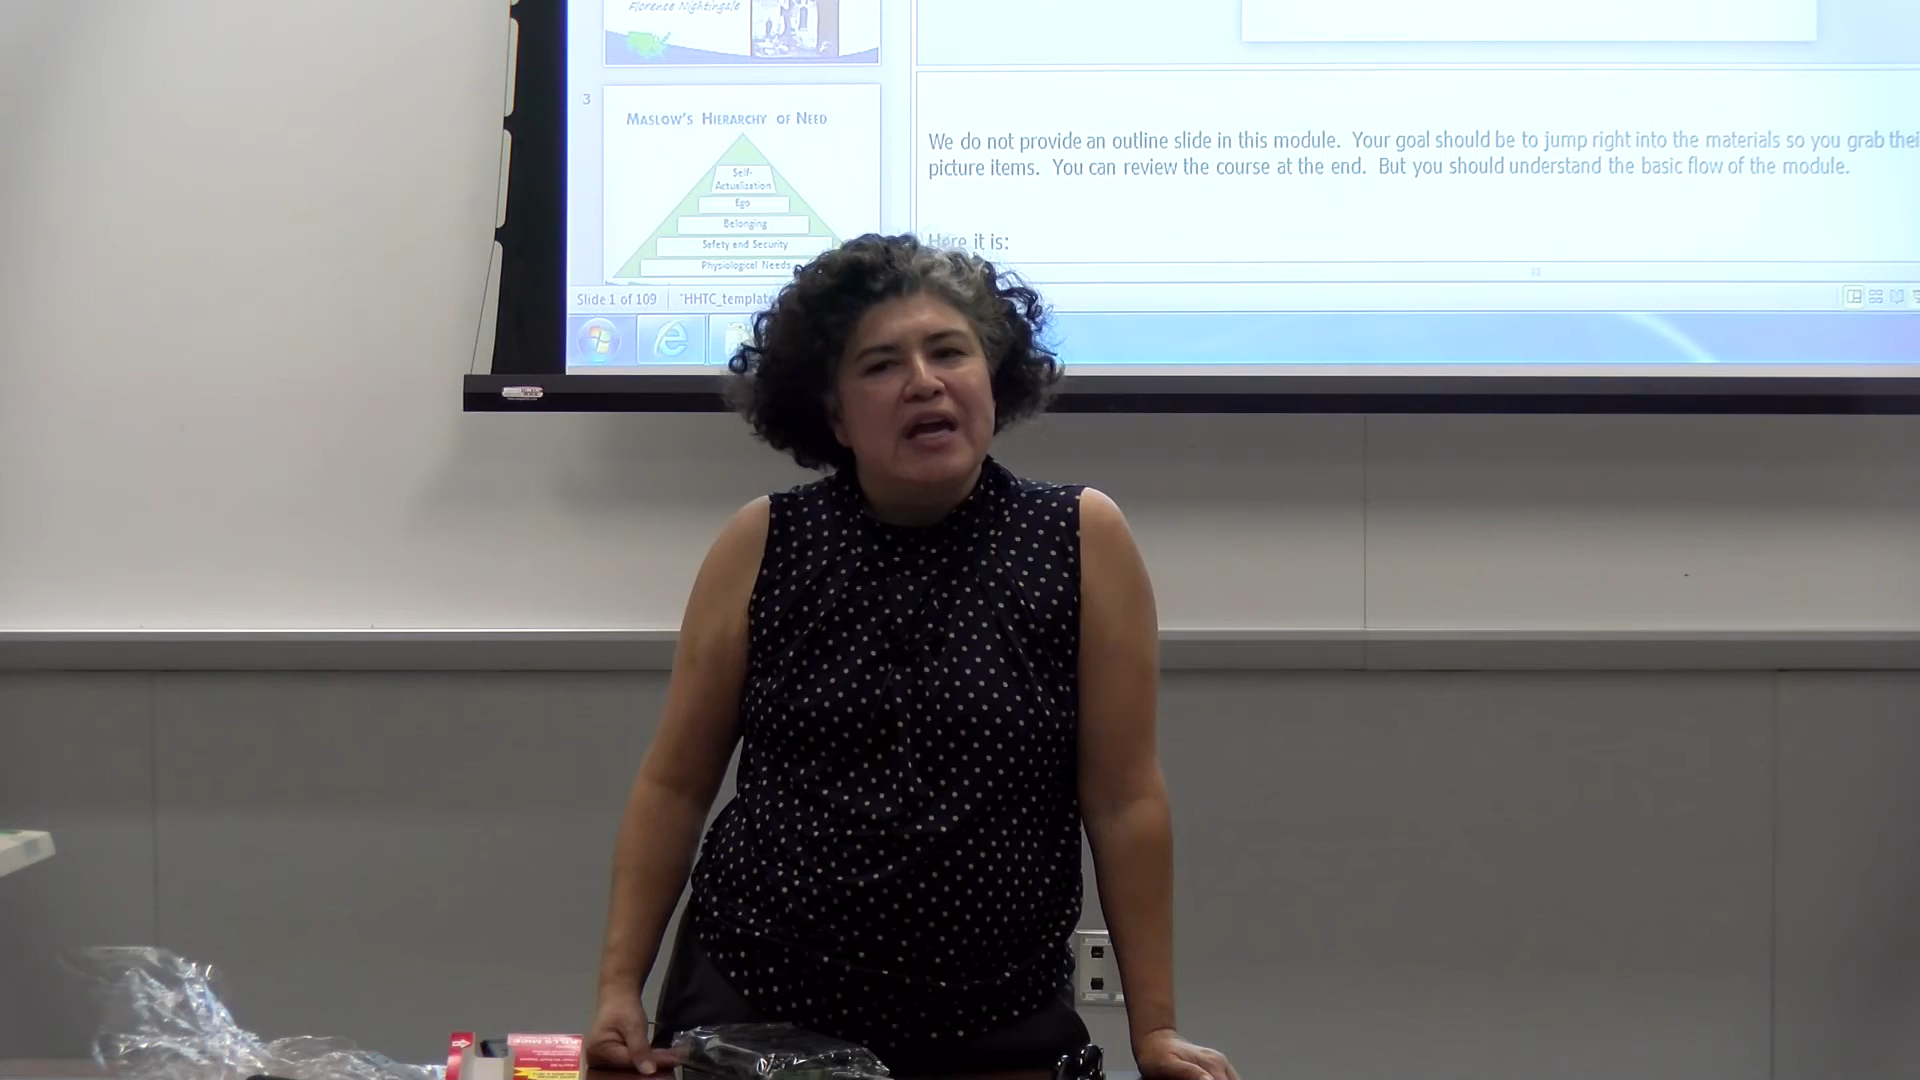 Florence Nightingale
3
MASLOW'S HIERARCHY OF NEED
Self-
Actualization
Ego
Belonging
Safety and Security
Physiological Needs
We do not provide an outline slide in this module. Your goal should be to jump right into the materials so you grab thei
picture items. You can review the course at the end. But you should understand the basic flow of the module.
Here it is:
Slide 1 of 109
"HHTC_template
KILLS MICE